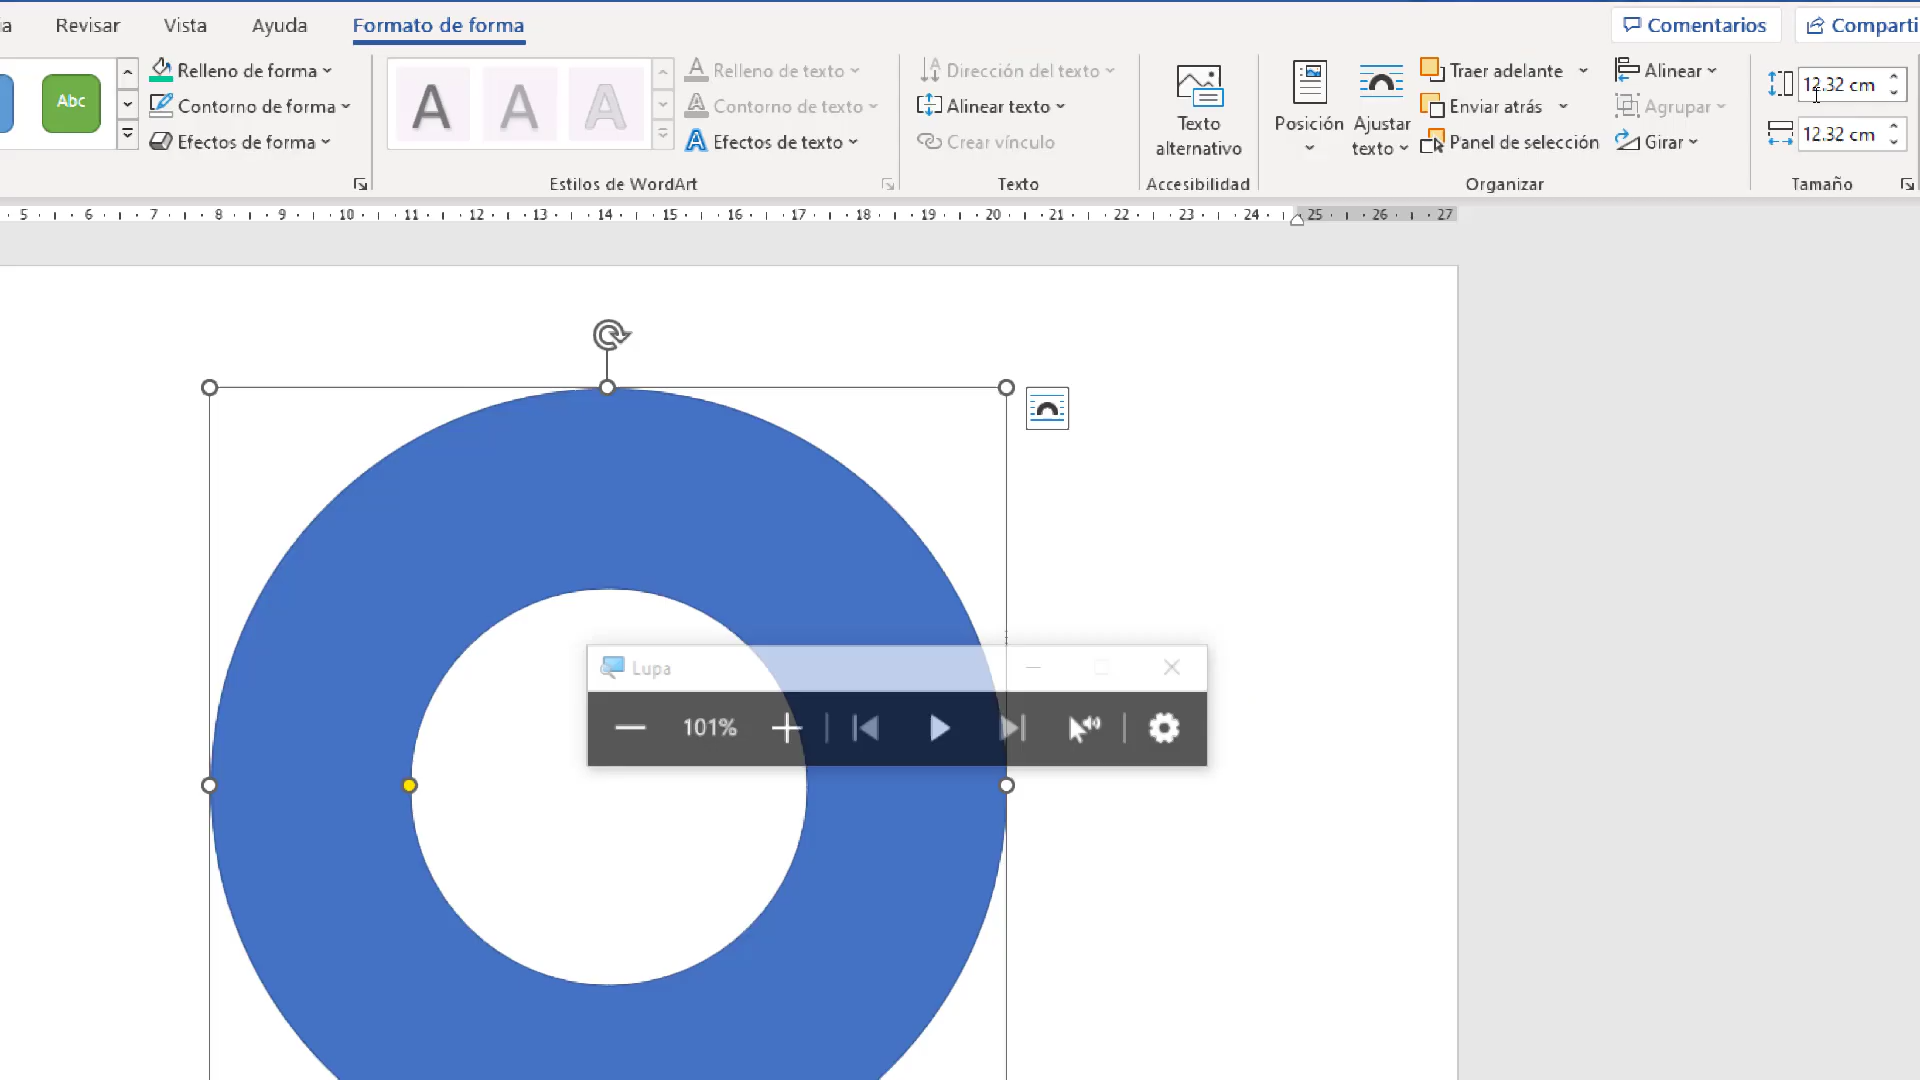 a Revisar Vista Ayuda Formato de forma Comentarios Comparti
Abc
Relleno de forma
Contorno de forma
Efectos de forma
A A A
Relleno de texto
Contorno de texto
Efectos de texto
Estilos de WordArt
Dirección del texto
Alinear texto
Crear vínculo
Texto
Texto
alternativo
Accesibilidad
Posición
Ajustar
texto
Traer adelante
Enviar atrás
Panel de selección
Alinear
Agrupar
Girar
Organizar
12.32 cm
12.32 cm
Tamaño
5 6 7 8 9 10 11 12 13 14 15 16 17 18 19 20 21 22 23 24 25 26 27
Lupa
101%